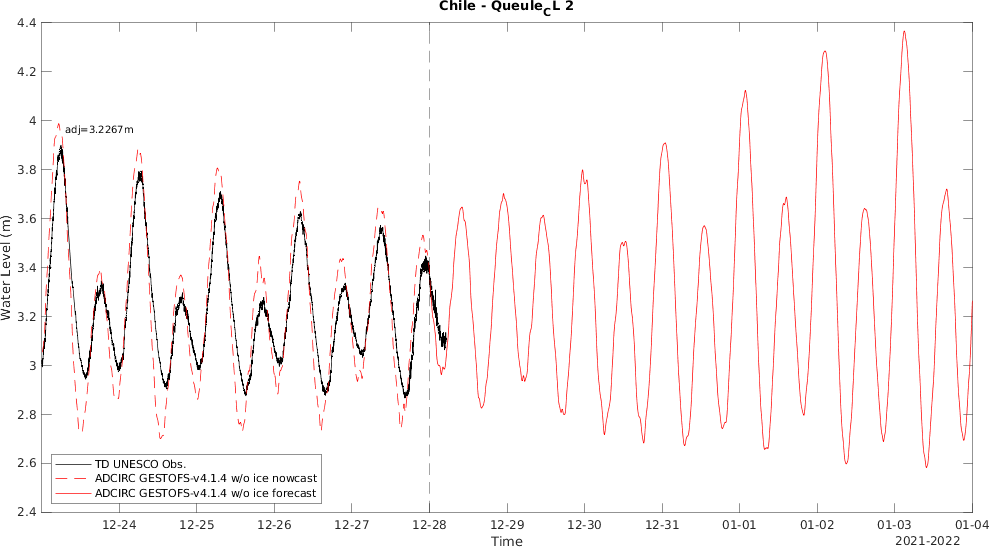 Chile - Queule_CL 2
4.4
4.2
4
3.8
3.6
3.4
3.2
3
2.8
2.6
2.4
Water Level (m)
adj=3.2267m
TD UNESCO Obs.
ADCIRC GESTOFS-v4.1.4 w/o ice nowcast
ADCIRC GESTOFS-v4.1.4 w/o ice forecast
12-24 12-25 12-26 12-27 12-28 12-29 12-30 12-31 01-01 01-02 01-03 01-04
Time
2021-2022